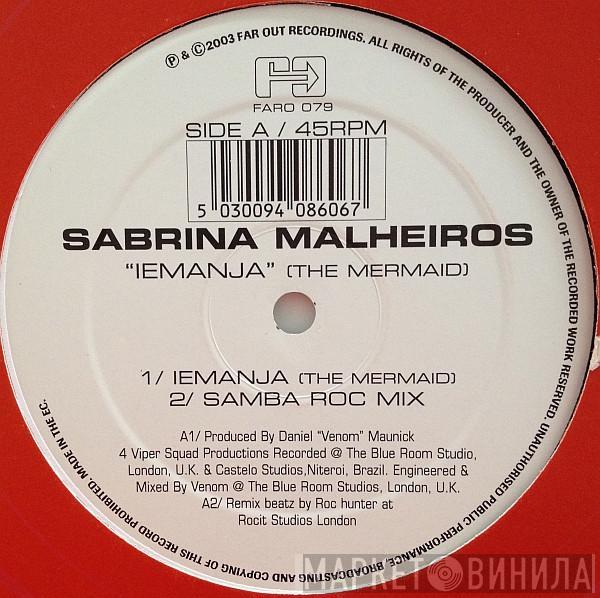 ℗ & © 2003 FAR OUT RECORDINGS. ALL RIGHTS OF THE PRODUCER AND THE OWNER OF THE RECORDED WORK RESERVED. UNAUTHORISED PUBLIC PERFORMANCE, BROADCASTING AND COPYING OF THIS RECORD PROHIBITED. MADE IN THE EC.
FARO 079
SIDE A / 45RPM
5 030094 086067
SABRINA MALHEIROS
“IEMANJA” (THE MERMAID)
1/ IEMANJA (THE MERMAID)
2/ SAMBA ROC MIX
A1/ Produced By Daniel “Venom” Maunick
4 Viper Squad Productions Recorded @ The Blue Room Studio,
London, U.K. & Castelo Studios,Niteroi, Brazil. Engineered &
Mixed By Venom @ The Blue Room Studios, London, U.K.
A2/ Remix beatz by Roc hunter at
Rocit Studios London
МАРКЕТ ВИНИЛА